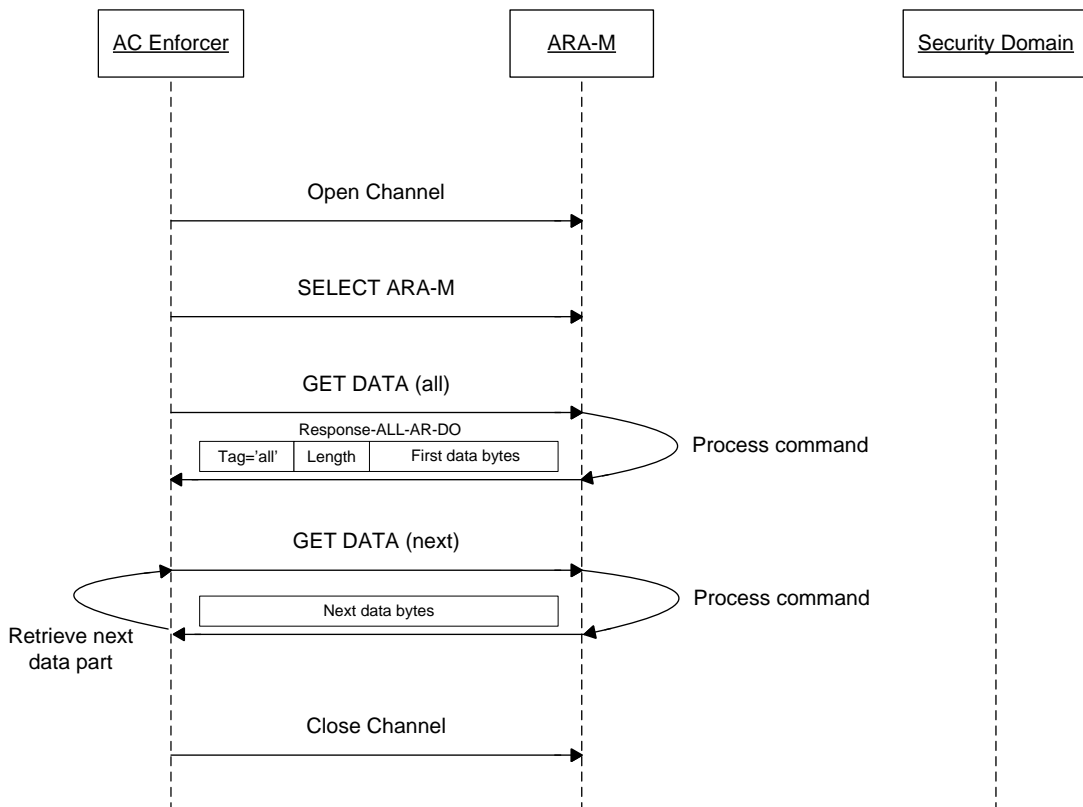 AC Enforcer
ARA-M
Security Domain
Open Channel
SELECT ARA-M
GET DATA (all)
Response-ALL-AR-DO
Tag='all’
Length
First data bytes
Process command
GET DATA (next)
Next data bytes
Process command
Retrieve next
data part
Close Channel